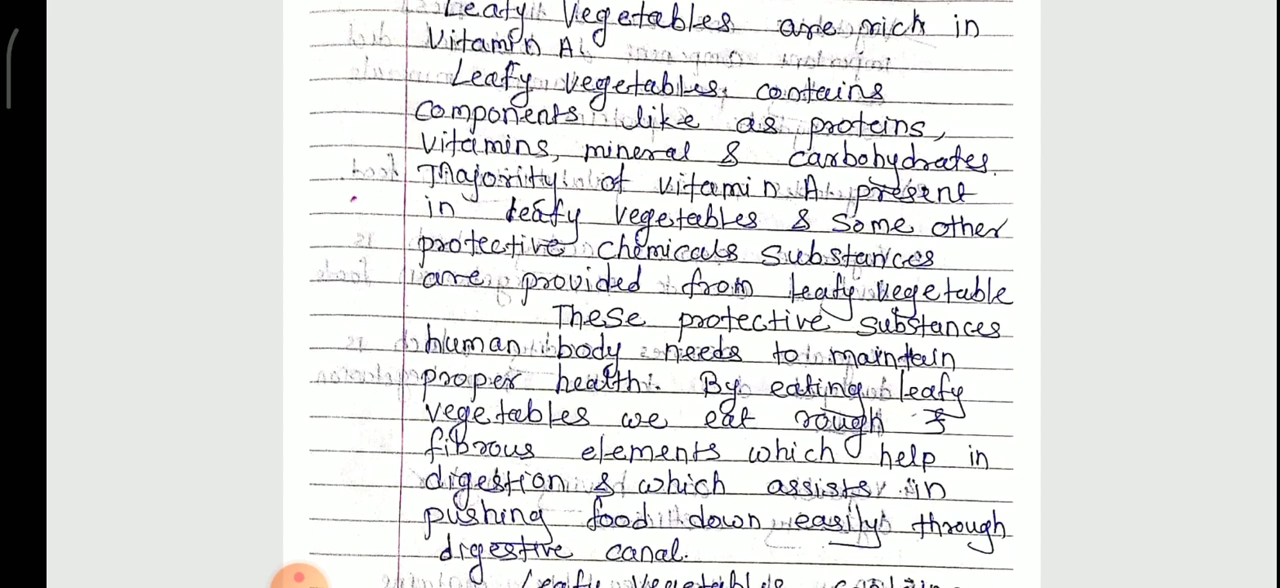 Leafy Vegetables are rich in
Vitamin A.
Leafy vegetables, contains
components like as proteins,
vitamins, mineral & carbohydrates.
Majority of vitamin A present
in leafy vegetables & some other
protective chemicals substances
are provided from leafy vegetable
These protective substances
human body needs to maintain
proper health. By eating leafy
vegetables we eat rough &
fibrous elements which help in
digestion & which assists in
pushing food down easily through
digestive canal.
Leafy vegetable